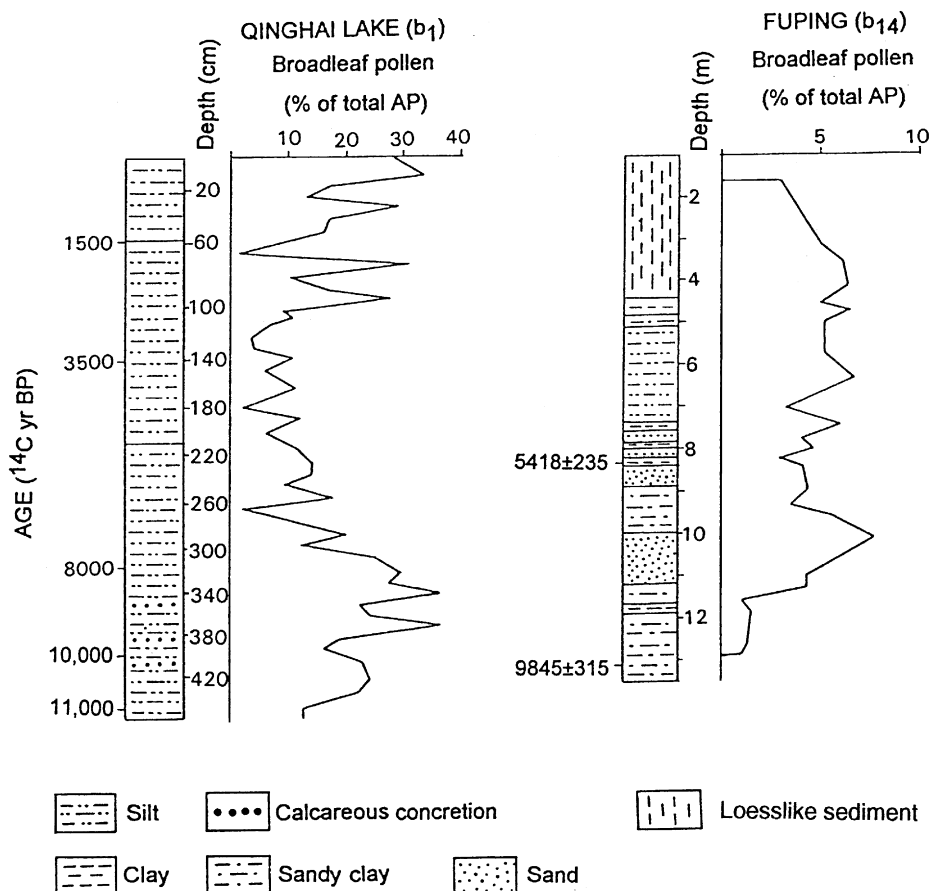 QINGHAI LAKE (b1)
Broadleaf pollen
(% of total AP)
10 20 30 40
Depth (cm)
20
60
100
140
180
220
260
300
340
380
420
AGE (14C yr BP)
1500
3500
8000
10,000
11,000
FUPING (b14)
Broadleaf pollen
(% of total AP)
5 10
Depth (m)
2
4
6
8
10
12
5418±235
9845±315
Silt
Calcareous concretion
Loesslike sediment
Clay
Sandy clay
Sand